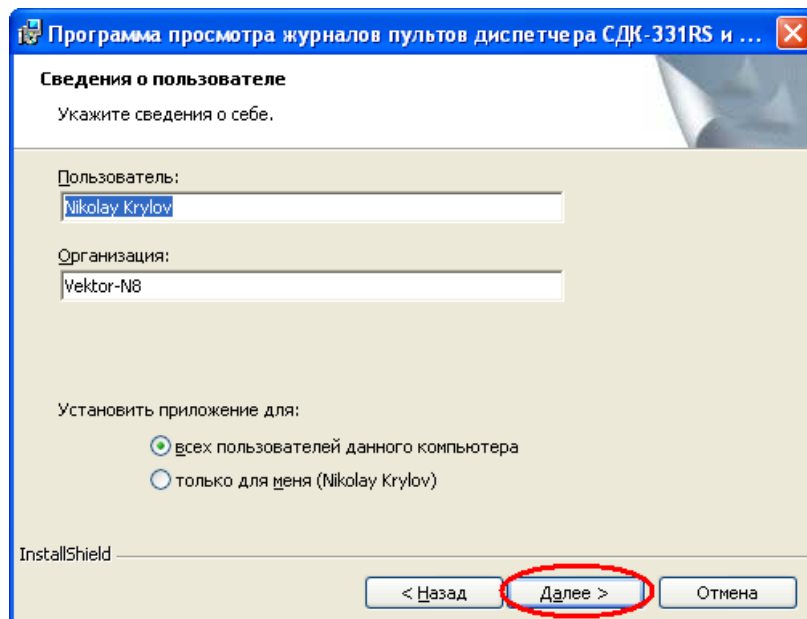 Программа просмотра журналов пультов диспетчера СДК-331RS и ...
Сведения о пользователе
Укажите сведения о себе.
Пользователь:
Nikolay Krylov
Организация:
Vektor-N8
Установить приложение для:
всех пользователей данного компьютера
только для меня (Nikolay Krylov)
InstallShield
< Назад
Далее >
Отмена